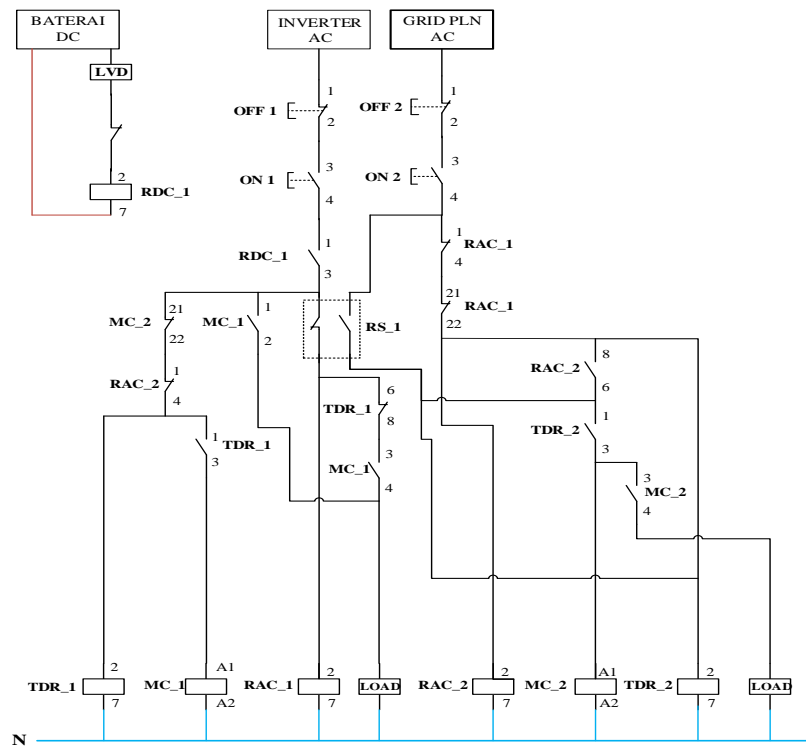 BATERAI
DC
INVERTER
AC
GRID PLN
AC
LVD
1
OFF 1
2
1
OFF 2
2
3
ON 1
4
3
ON 2
4
2
RDC_1
7
1
RDC_1
3
1
RAC_1
4
21
MC_2
22
MC_1
1
2
RS_1
21
RAC_1
22
1
RAC_2
4
6
TDR_1
8
8
RAC_2
6
1
TDR_1
3
3
MC_1
4
1
TDR_2
3
3
MC_2
4
2
TDR_1
7
A1
MC_1
A2
2
RAC_1
7
LOAD
2
RAC_2
7
A1
MC_2
A2
2
TDR_2
7
LOAD
N